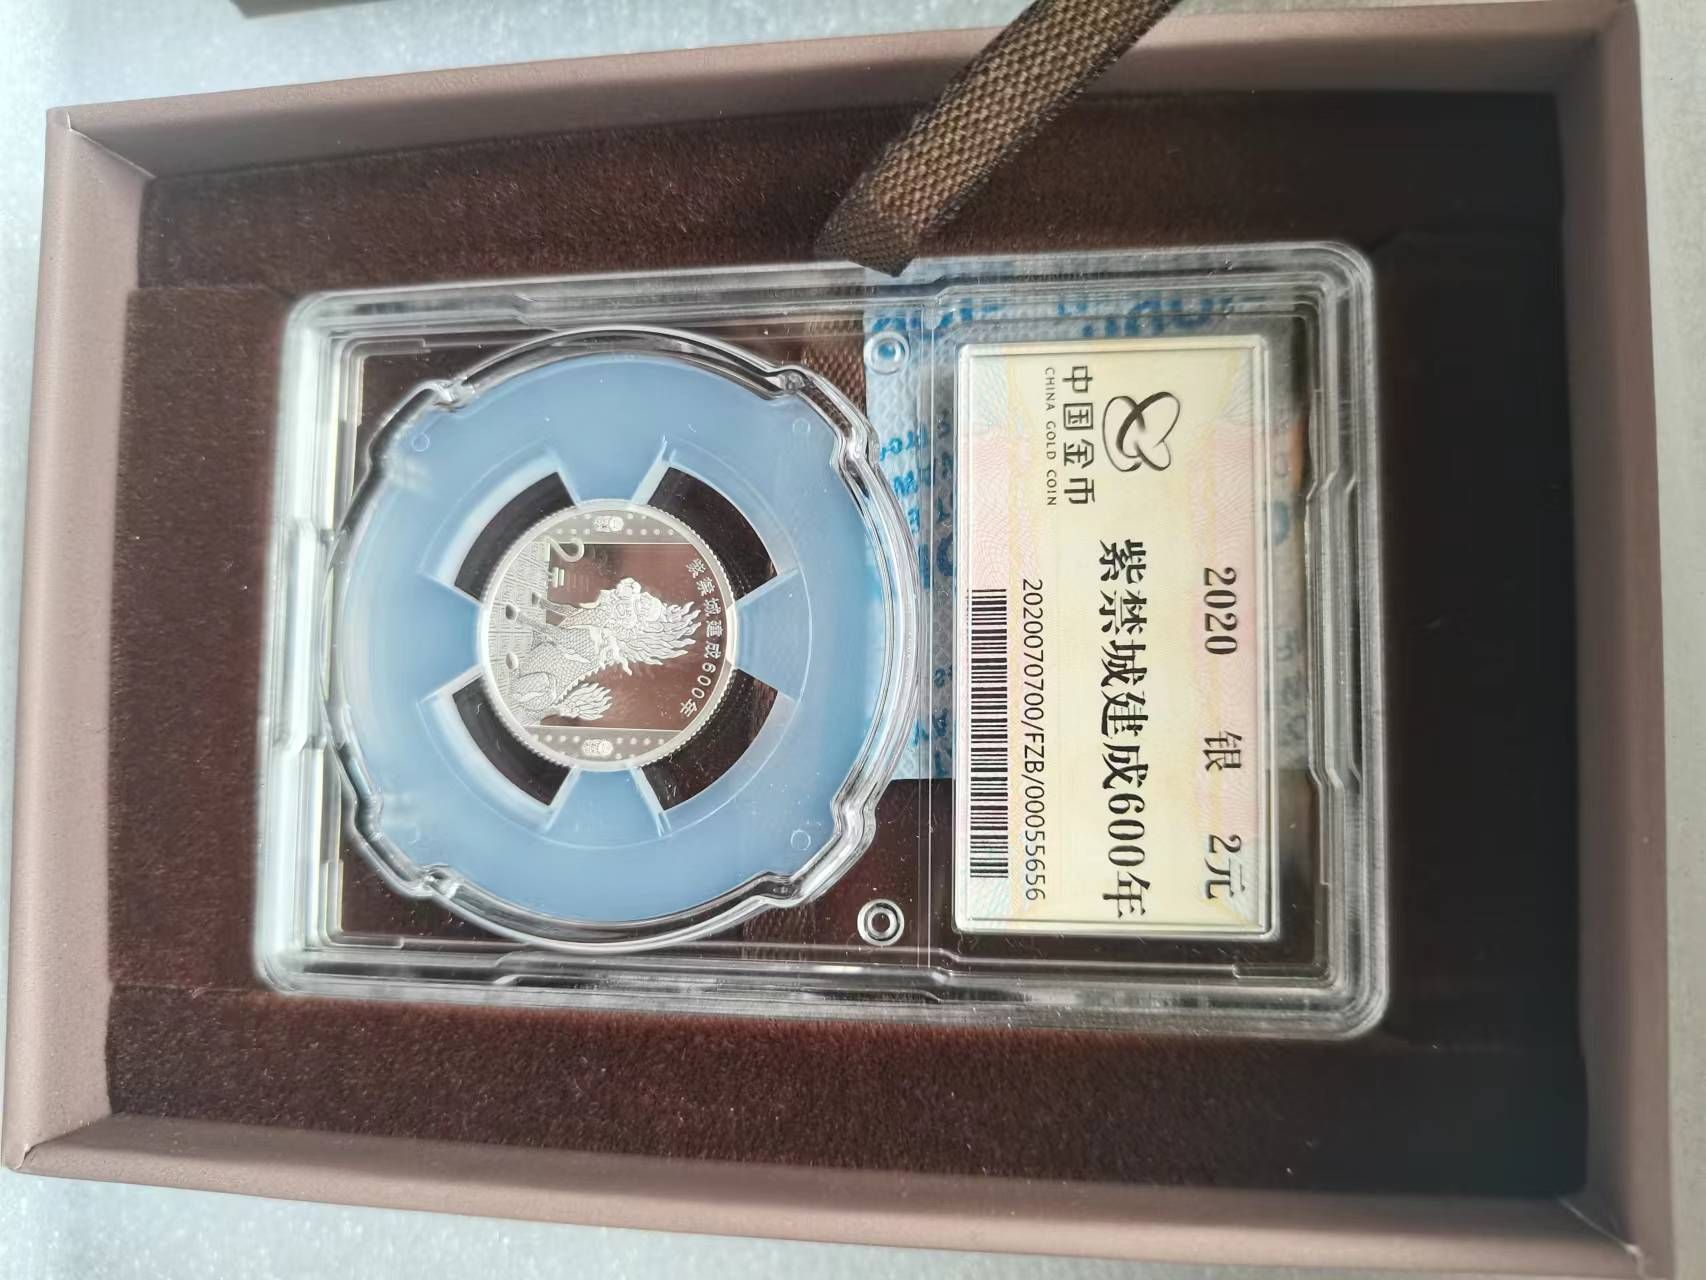 2020 银 2元
中国金币
CHINA GOLD COIN
紫禁城建成600年
2020070700/FZB/00055656
紫禁城建成600年
2元